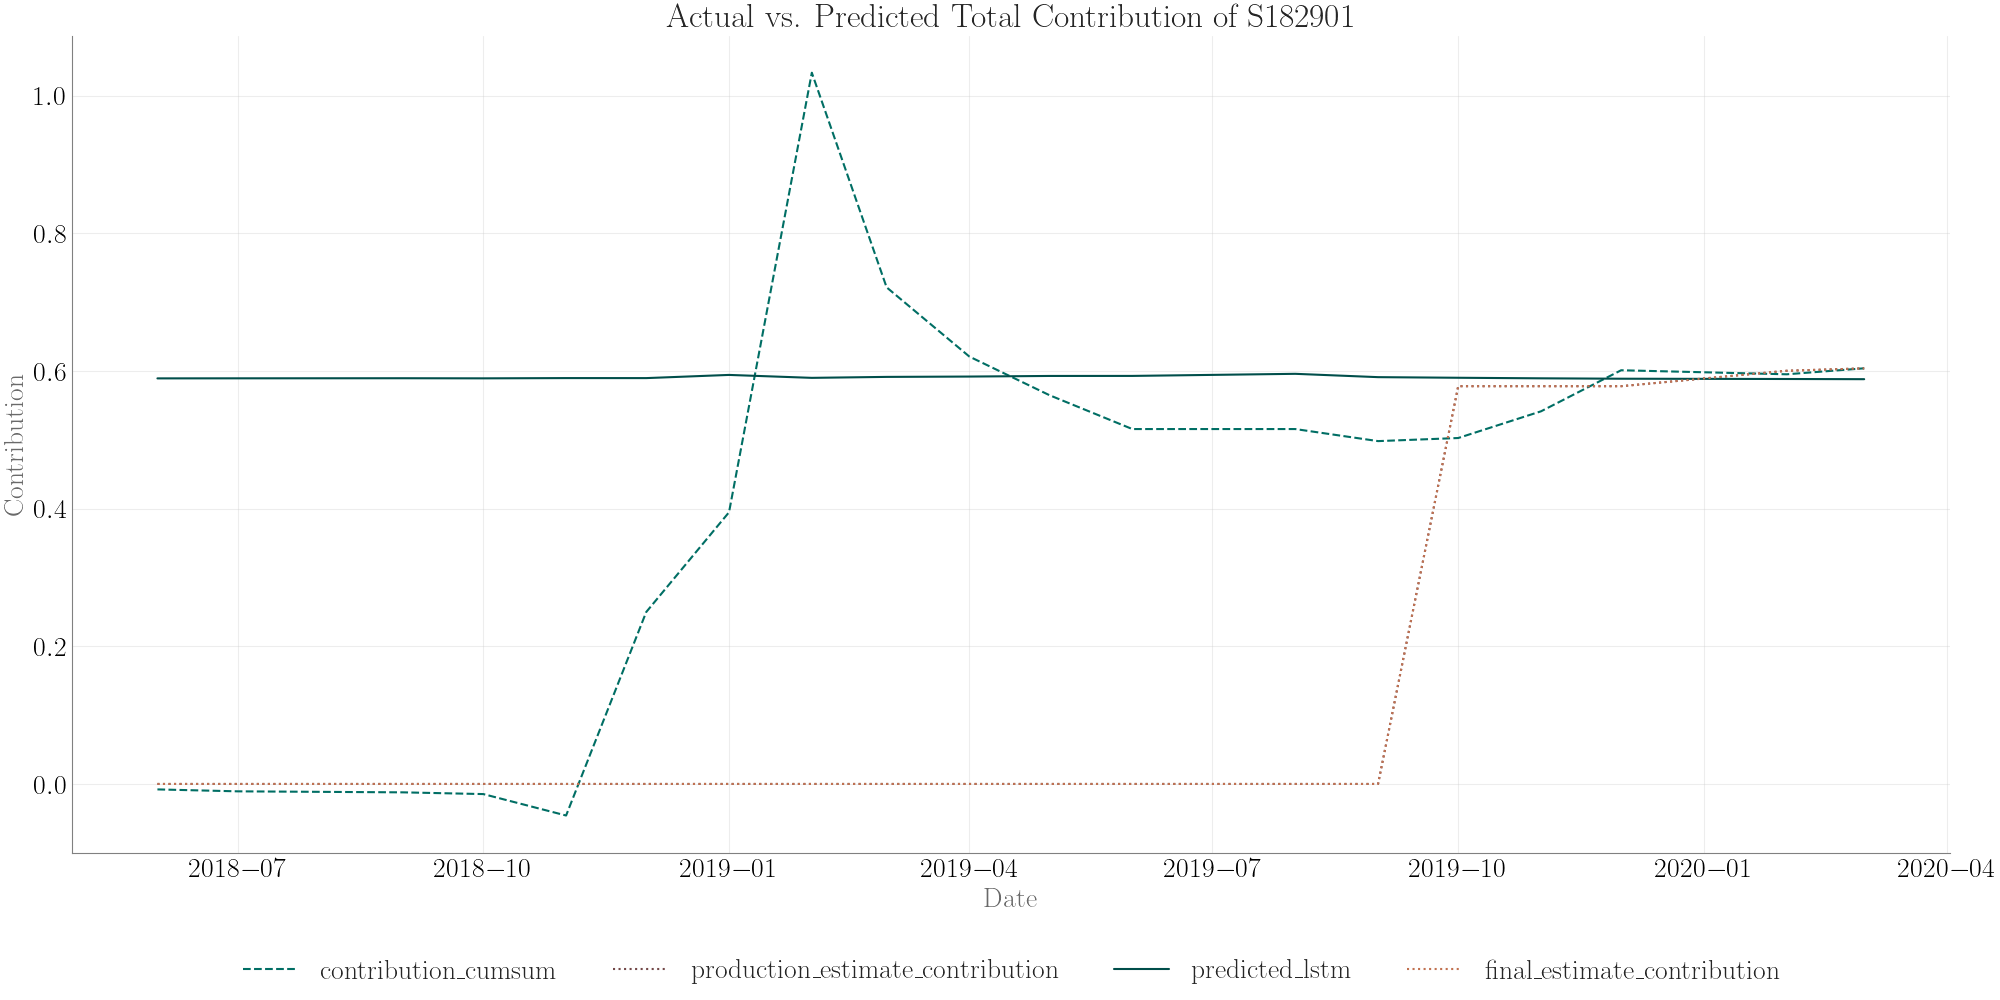 Actual vs. Predicted Total Contribution of S182901
1.0
0.8
0.6
0.4
0.2
0.0
Contribution
2018−07 2018−10 2019−01 2019−04 2019−07 2019−10 2020−01 2020−04
Date
contribution_cumsum production_estimate_contribution predicted_lstm final_estimate_contribution